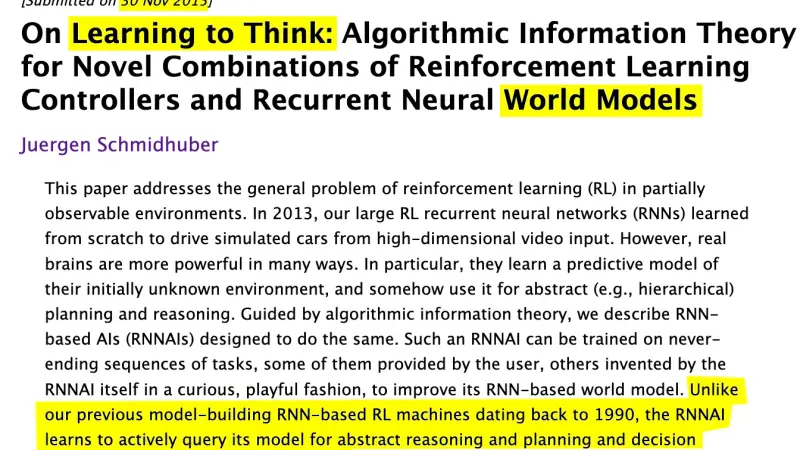 [Submitted on 30 Nov 2015]
On Learning to Think: Algorithmic Information Theory
for Novel Combinations of Reinforcement Learning
Controllers and Recurrent Neural World Models
Juergen Schmidhuber
This paper addresses the general problem of reinforcement learning (RL) in partially
observable environments. In 2013, our large RL recurrent neural networks (RNNs) learned
from scratch to drive simulated cars from high-dimensional video input. However, real
brains are more powerful in many ways. In particular, they learn a predictive model of
their initially unknown environment, and somehow use it for abstract (e.g., hierarchical)
planning and reasoning. Guided by algorithmic information theory, we describe RNN-
based AIs (RNNAIs) designed to do the same. Such an RNNAI can be trained on never-
ending sequences of tasks, some of them provided by the user, others invented by the
RNNAI itself in a curious, playful fashion, to improve its RNN-based world model. Unlike
our previous model-building RNN-based RL machines dating back to 1990, the RNNAI
learns to actively query its model for abstract reasoning and planning and decision